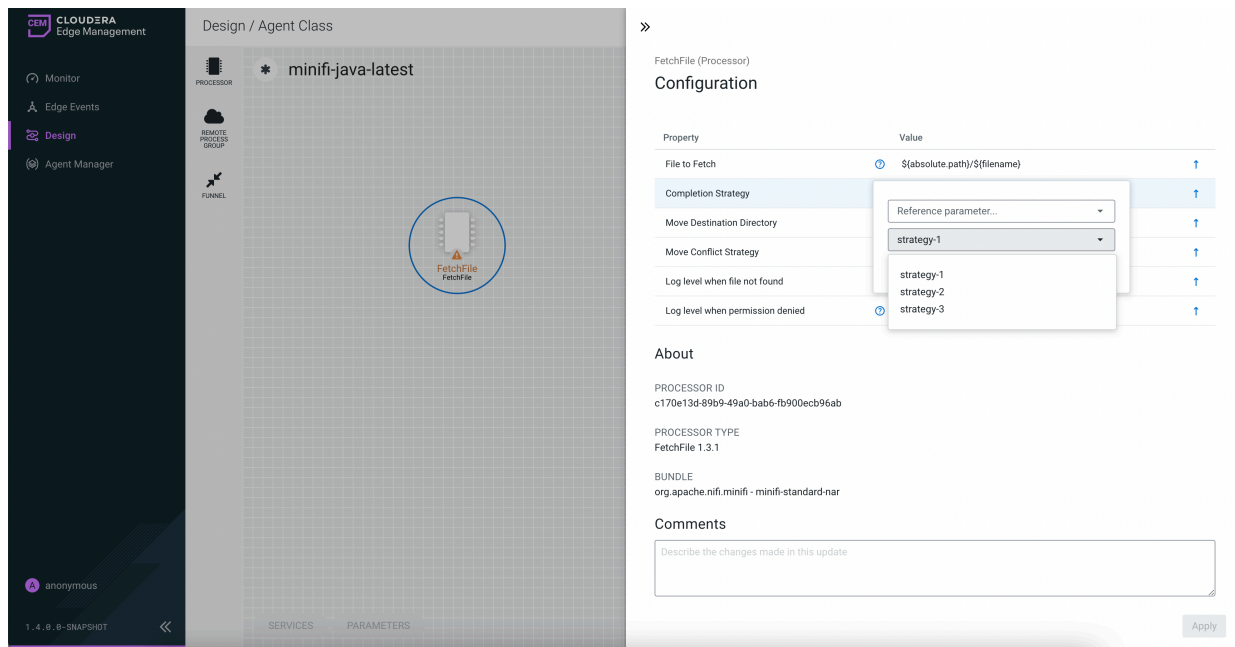 CEM
CLOUDERA
Edge Management
Monitor
Edge Events
Design
Agent Manager
A anonymous
1.4.0.0-SNAPSHOT
Design / Agent Class
PROCESSOR
REMOTE
PROCESS
GROUP
FUNNEL
minifi-java-latest
FetchFile
FetchFile
SERVICES PARAMETERS
FetchFile (Processor)
Configuration
Property Value
File to Fetch ${absolute.path}/${filename}
Completion Strategy
Reference parameter...
Move Destination Directory
strategy-1
Move Conflict Strategy
strategy-1
Log level when file not found
strategy-2
Log level when permission denied
strategy-3
About
PROCESSOR ID
c170e13d-89b9-49a0-bab6-fb900ecb96ab
PROCESSOR TYPE
FetchFile 1.3.1
BUNDLE
org.apache.nifi.minifi - minifi-standard-nar
Comments
Describe the changes made in this update
Apply